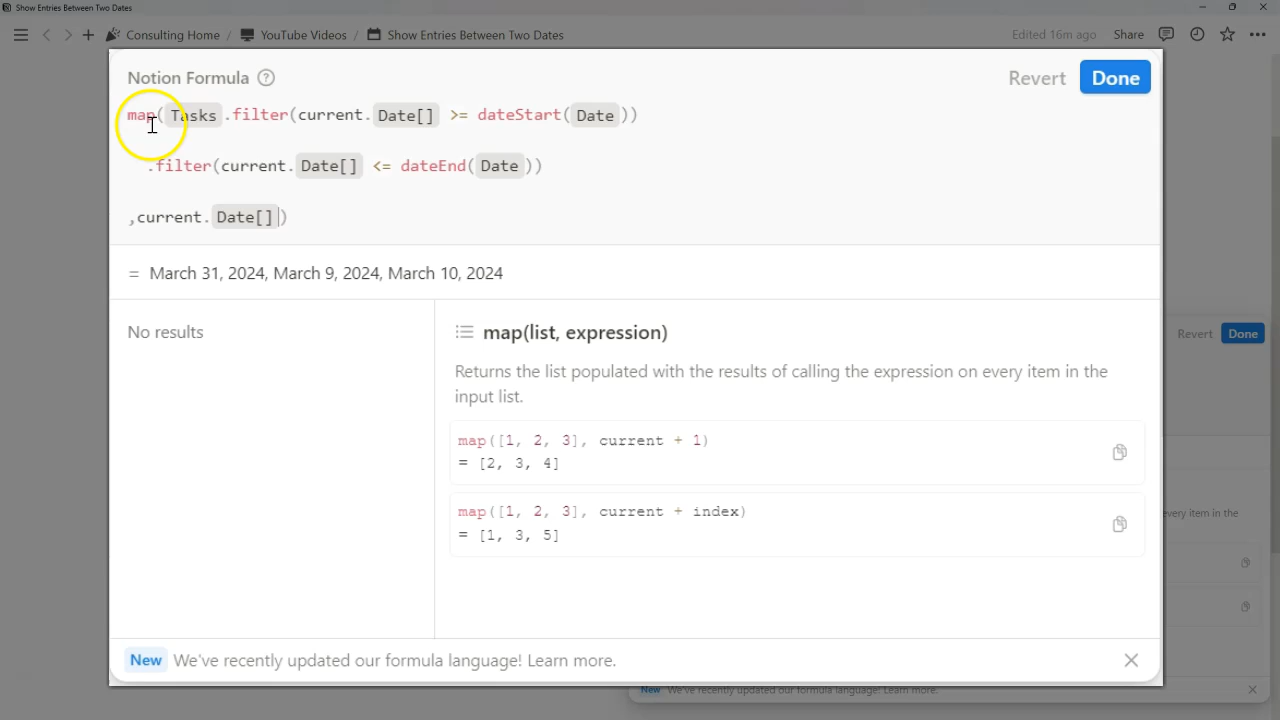 Show Entries Between Two Dates
Consulting Home / YouTube Videos / Show Entries Between Two Dates
Edited 16m ago Share
Notion Formula
Revert Done
map( Tasks .filter(current. Date[] >= dateStart( Date ))
.filter(current. Date[] <= dateEnd( Date ))
,current. Date[] )
= March 31, 2024, March 9, 2024, March 10, 2024
No results
map(list, expression)
Returns the list populated with the results of calling the expression on every item in the
input list.
map([1, 2, 3], current + 1)
= [2, 3, 4]
map([1, 2, 3], current + index)
= [1, 3, 5]
New We've recently updated our formula language! Learn more.
Revert Done
every item in the
New We've recently updated our formula language! Learn more.